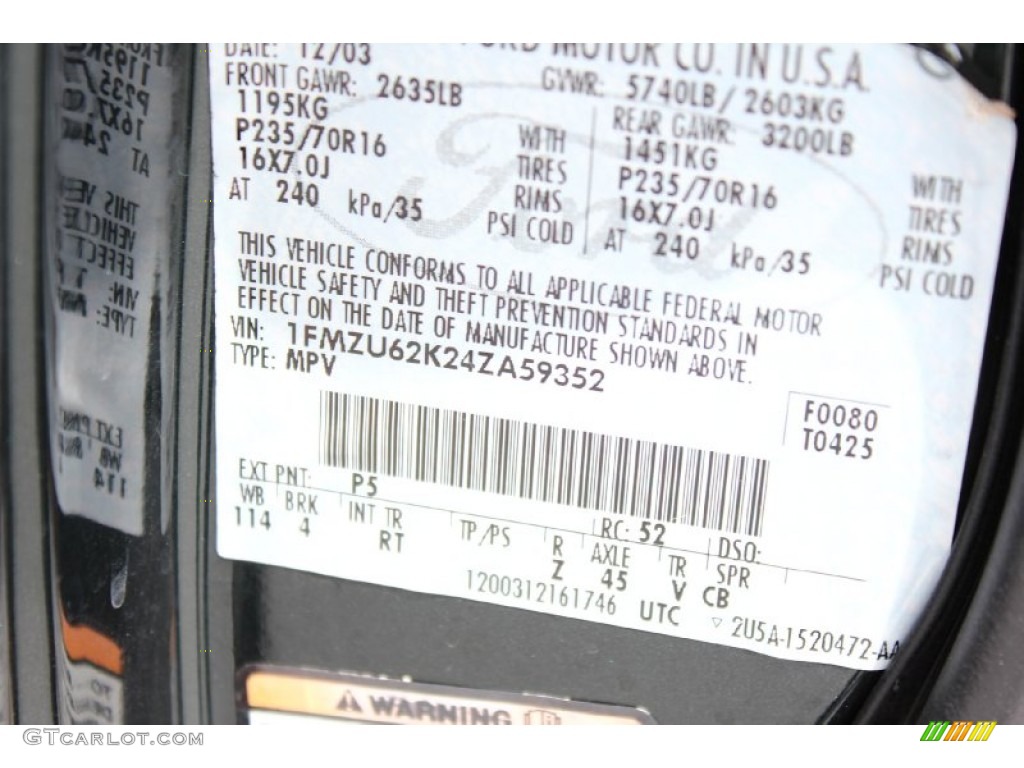 DATE: 12/03 FORD MOTOR CO. IN U.S.A.
FRONT GAWR: 2635LB GVWR: 5740LB / 2603KG
1195KG REAR GAWR: 3200LB
P235/70R16 WITH 1451KG
16X7.0J TIRES P235/70R16 WITH
AT 240 kPa/35 RIMS 16X7.0J TIRES
PSI COLD AT 240 kPa/35 RIMS
PSI COLD
THIS VEHICLE CONFORMS TO ALL APPLICABLE FEDERAL MOTOR
VEHICLE SAFETY AND THEFT PREVENTION STANDARDS IN
EFFECT ON THE DATE OF MANUFACTURE SHOWN ABOVE.
VIN: 1FMZU62K24ZA59352
TYPE: MPV
F0080
T0425
EXT PNT: P5 RC: 52 DSO:
WB BRK INT TR TP/PS R AXLE TR SPR
114 4 RT Z 45 V CB
1200312161746 UTC ▽ 2U5A-1520472-AA
WARNING
GTcarlot.com